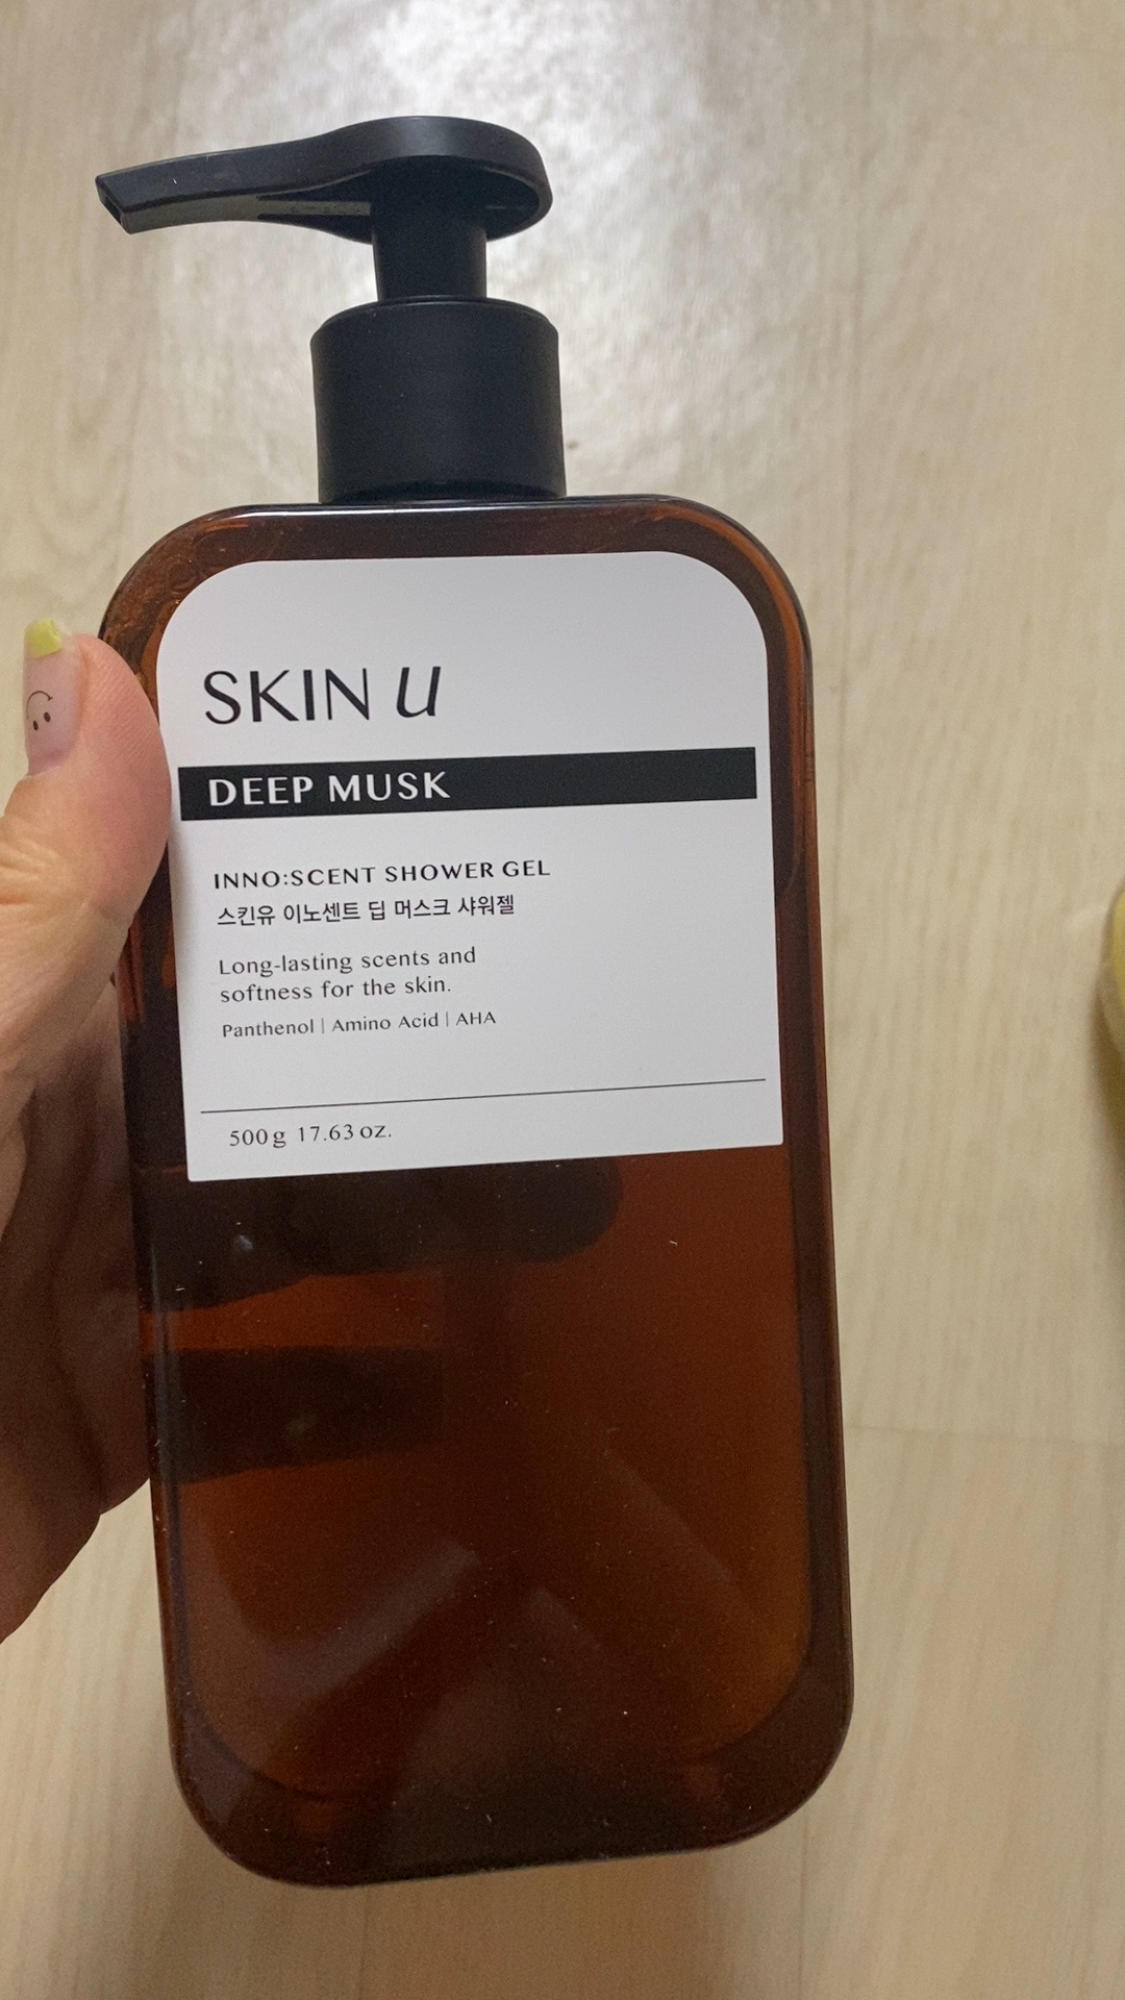 SKIN U
DEEP MUSK
INNO:SCENT SHOWER GEL
스킨유 이노센트 딥 머스크 샤워젤
Long-lasting scents and
softness for the skin.
Panthenol | Amino Acid | AHA
500g 17.63 oz.